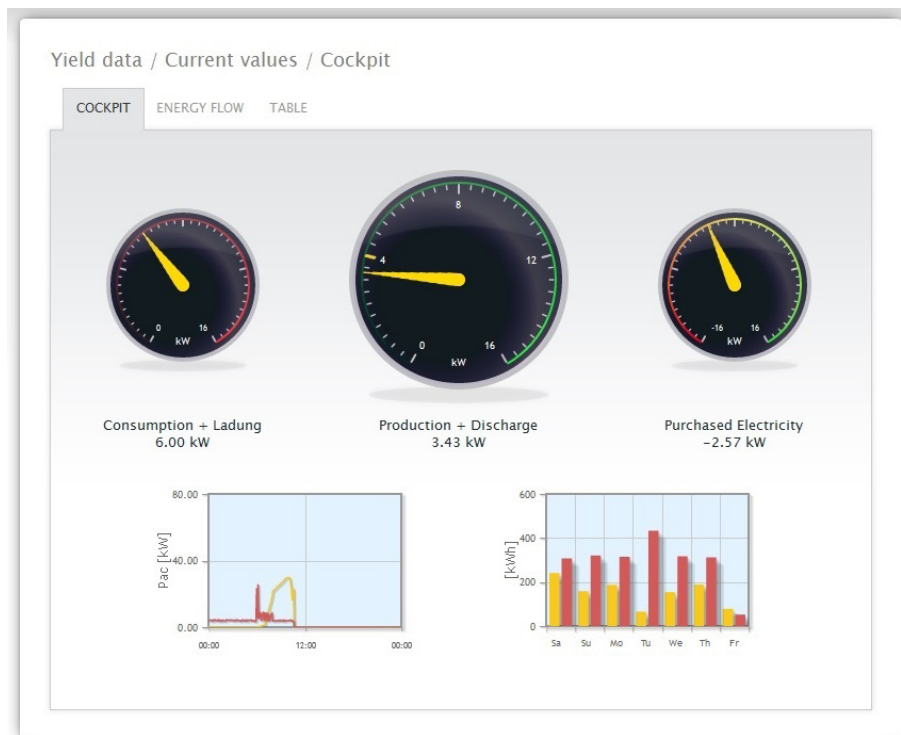 Yield data / Current values / Cockpit
COCKPIT ENERGY FLOW TABLE
0 16
kW
0 4 8 12 16
kW
-16 16
kW
Consumption + Ladung
6.00 kW
Production + Discharge
3.43 kW
Purchased Electricity
-2.57 kW
Pac [kW]
80.00
40.00
0.00
00:00 12:00 00:00
[kWh]
600
400
200
0
Sa Su Mo Tu We Th Fr